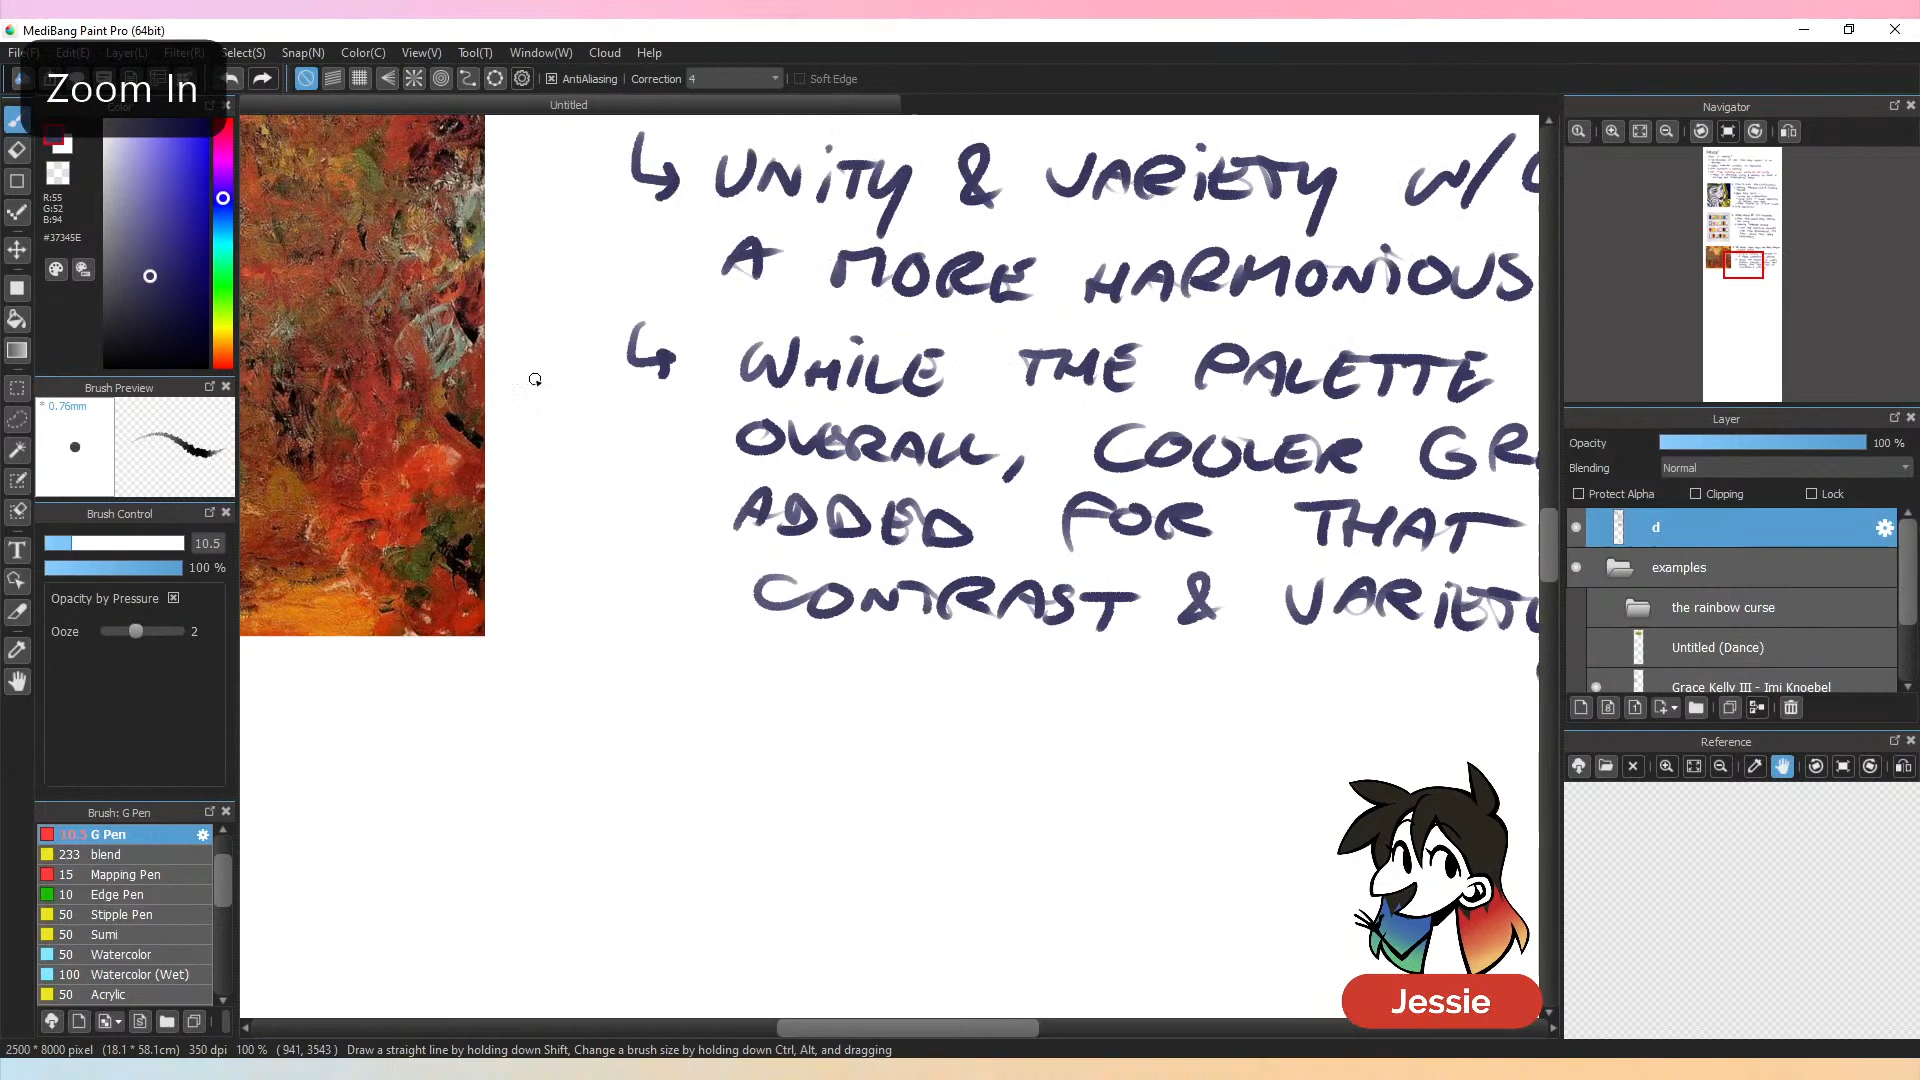 MediBang Paint Pro (64bit)
File(F) Edit(E) Layer(L) Filter(R) Select(S) Snap(N) Color(C) View(V) Tool(T) Window(W) Cloud Help
Zoom In
AntiAliasing Correction 4 Soft Edge
Color
Untitled
R:55
G:52
B:94
#37345E
Brush Preview
* 0.76mm
Brush Control
10.5
100 %
Opacity by Pressure
Ooze 2
Brush: G Pen
10.5 G Pen
233 blend
15 Mapping Pen
10 Edge Pen
50 Stipple Pen
50 Sumi
50 Watercolor
100 Watercolor (Wet)
50 Acrylic
↳ UNITY & VARIETY W/
A MORE HARMONIOUS
↳ WHILE THE PALETTE
OVERALL, COOLER GR
ADDED FOR THAT
CONTRAST & VARIET
Jessie
Navigator
Layer
Opacity 100 %
Blending Normal
Protect Alpha Clipping Lock
d
examples
the rainbow curse
Untitled (Dance)
Grace Kelly III - Imi Knoebel
Reference
2500 * 8000 pixel (18.1 * 58.1cm) 350 dpi 100 % ( 941, 3543 ) Draw a straight line by holding down Shift, Change a brush size by holding down Ctrl, Alt, and dragging